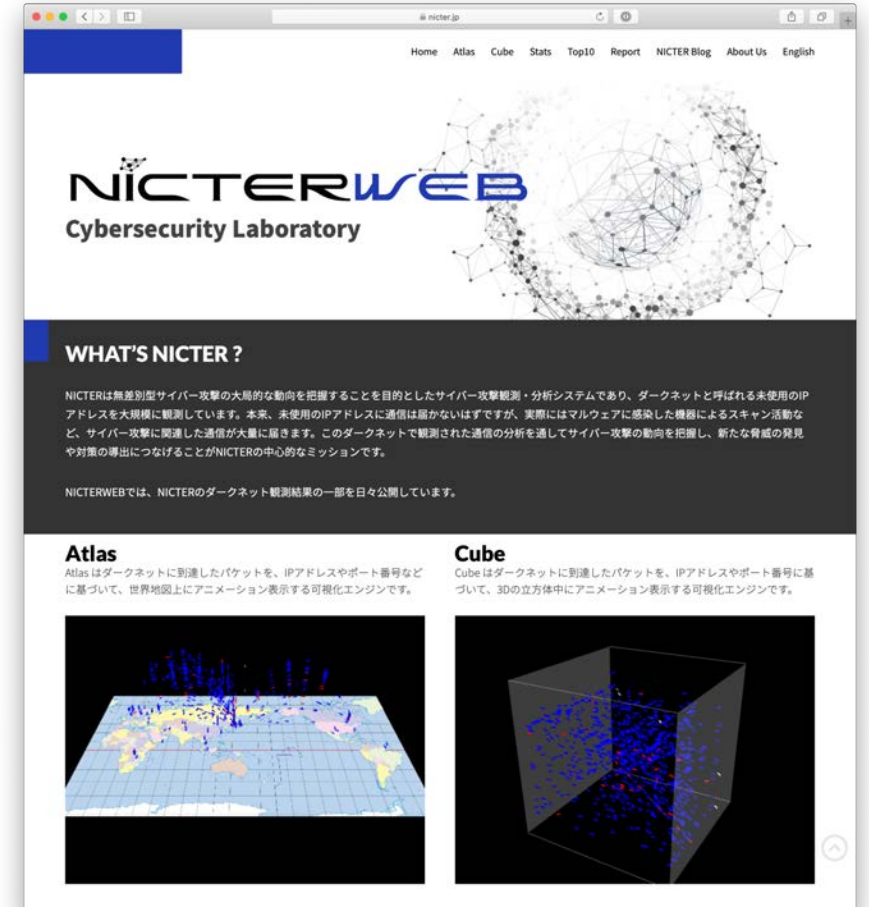 nicter.jp
Home Atlas Cube Stats Top10 Report NICTER Blog About Us English
NICTERWEB
Cybersecurity Laboratory
WHAT'S NICTER ?
NICTERは無差別型サイバー攻撃の大局的な動向を把握することを目的としたサイバー攻撃観測・分析システムであり、ダークネットと呼ばれる未使用のIP
アドレスを大規模に観測しています。本来、未使用のIPアドレスに通信は届かないはずですが、実際にはマルウェアに感染した機器によるスキャン活動な
ど、サイバー攻撃に関連した通信が大量に届きます。このダークネットで観測された通信の分析を通してサイバー攻撃の動向を把握し、新たな脅威の発見
や対策の導出につなげることがNICTERの中心的なミッションです。
NICTERWEBでは、NICTERのダークネット観測結果の一部を日々公開しています。
Atlas
Atlas はダークネットに到達したパケットを、IPアドレスやポート番号など
に基づいて、世界地図上にアニメーション表示する可視化エンジンです。
Cube
Cube はダークネットに到達したパケットを、IPアドレスやポート番号に基
づいて、3Dの立方体中にアニメーション表示する可視化エンジンです。